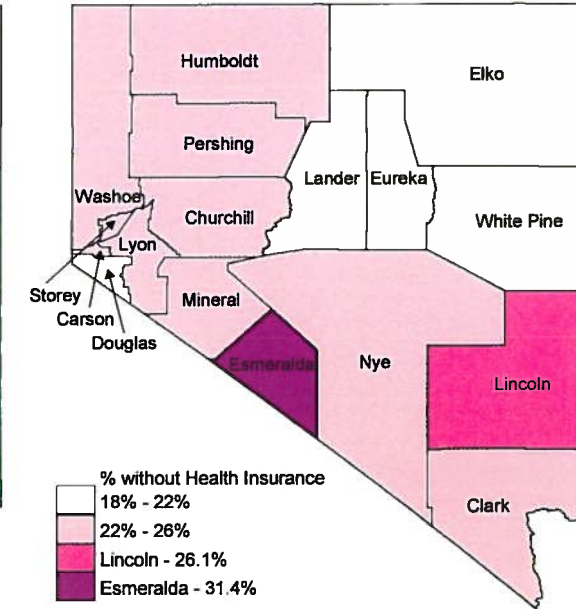 Humboldt
Elko
Pershing
Lander
Eureka
Washoe
Churchill
White Pine
Lyon
Storey
Mineral
Carson
Douglas
Esmeralda
Nye
Lincoln
% without Health Insurance
18% - 22%
22% - 26%
Lincoln - 26.1%
Esmeralda - 31.4%
Clark